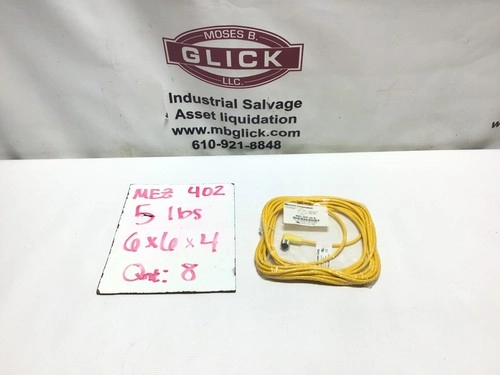 MOSES B.
GLICK
LLC.
Industrial Salvage
Asset liquidation
www.mbglick.com
610-921-8848
MEZ 402
5 lbs
6x6x4
Qnt: 8